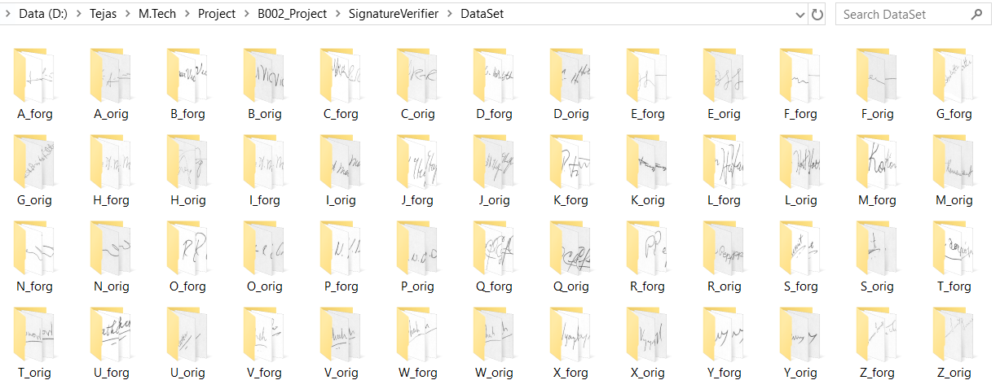 Data (D:) > Tejas > M.Tech > Project > B002_Project > SignatureVerifier > DataSet Search DataSet
A_forg A_orig B_forg B_orig C_forg C_orig D_forg D_orig E_forg E_orig F_forg F_orig G_forg
G_orig H_forg H_orig I_forg I_orig J_forg J_orig K_forg K_orig L_forg L_orig M_forg M_orig
N_forg N_orig O_forg O_orig P_forg P_orig Q_forg Q_orig R_forg R_orig S_forg S_orig T_forg
T_orig U_forg U_orig V_forg V_orig W_forg W_orig X_forg X_orig Y_forg Y_orig Z_forg Z_orig